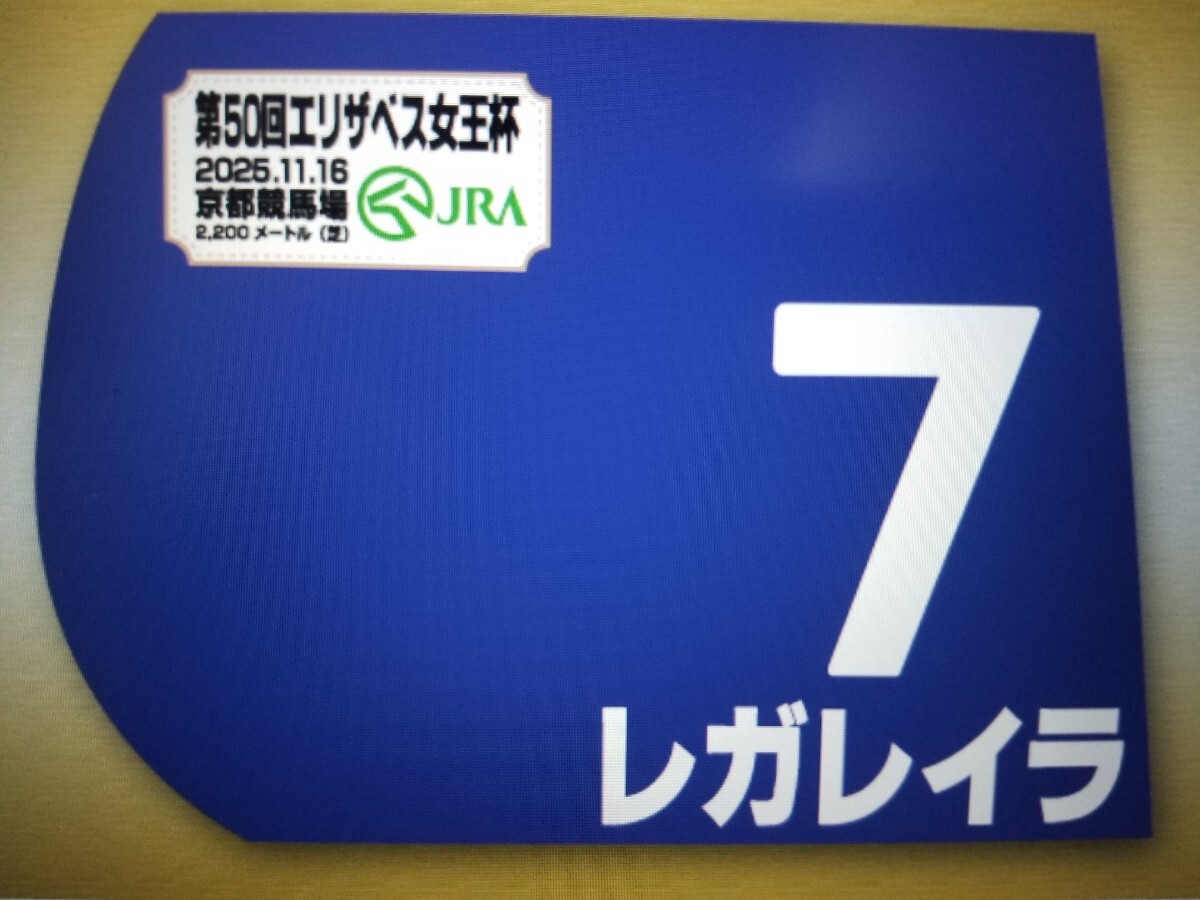 第50回エリザベス女王杯
2025.11.16
京都競馬場
2,200 メートル (芝)
JRA
7
レガレイラ